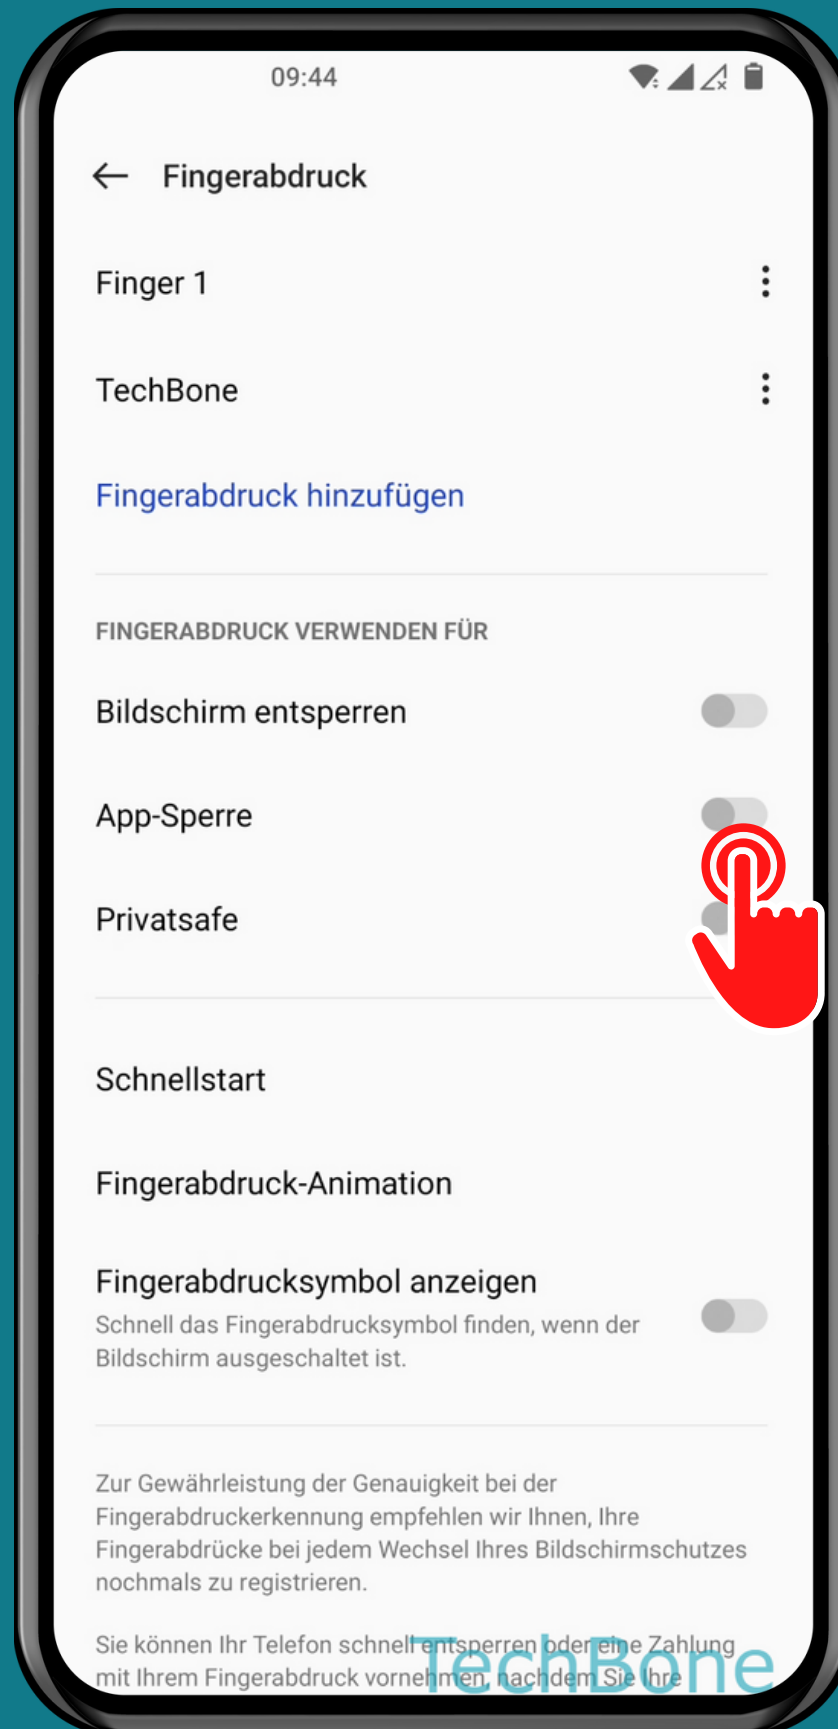 09:44
Fingerabdruck
Finger 1
TechBone
Fingerabdruck hinzufügen
FINGERABDRUCK VERWENDEN FÜR
Bildschirm entsperren
App-Sperre
Privatsafe
Schnellstart
Fingerabdruck-Animation
Fingerabdrucksymbol anzeigen
Schnell das Fingerabdrucksymbol finden, wenn der
Bildschirm ausgeschaltet ist.
Zur Gewährleistung der Genauigkeit bei der
Fingerabdruckerkennung empfehlen wir Ihnen, Ihre
Fingerabdrücke bei jedem Wechsel Ihres Bildschirmschutzes
nochmals zu registrieren.
Sie können Ihr Telefon schnell entsperren oder eine Zahlung
mit Ihrem Fingerabdruck vornehmen, nachdem Sie Ihre
TechBone